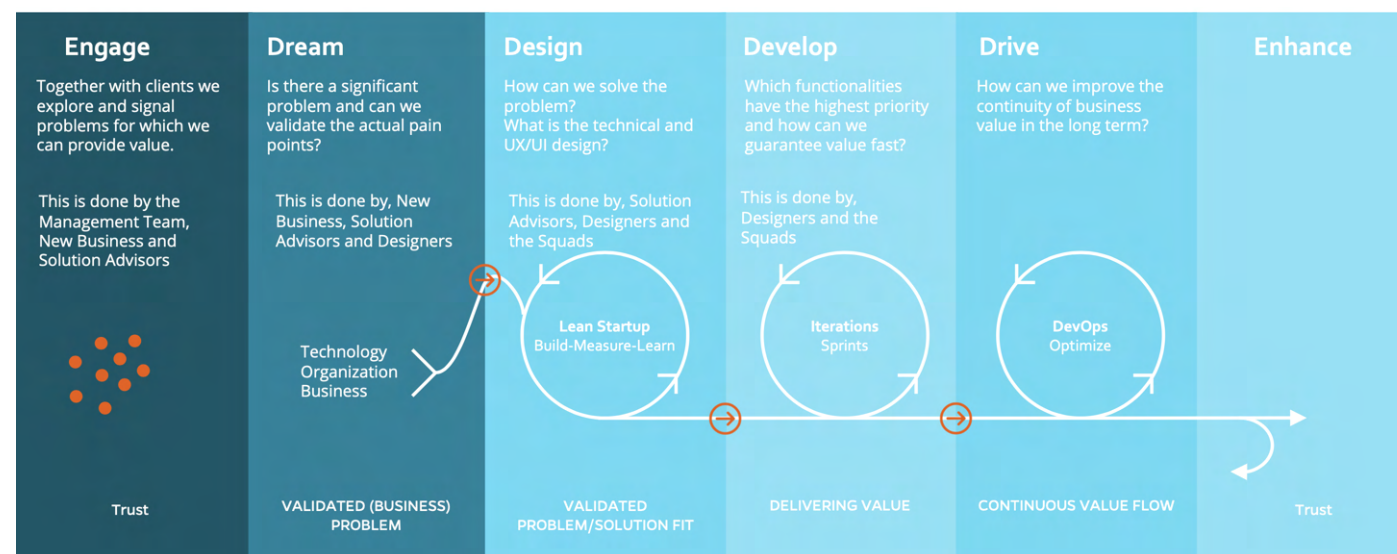 Engage
Together with clients we
explore and signal
problems for which we
can provide value.
This is done by the
Management Team,
New Business and
Solution Advisors
Trust
Dream
Is there a significant
problem and can we
validate the actual pain
points?
This is done by, New
Business, Solution
Advisors and Designers
Technology
Organization
Business
VALIDATED (BUSINESS)
PROBLEM
Design
How can we solve the
problem?
What is the technical and
UX/UI design?
This is done by, Solution
Advisors, Designers and
the Squads
Lean Startup
Build-Measure-Learn
VALIDATED
PROBLEM/SOLUTION FIT
Develop
Which functionalities
have the highest priority
and how can we
guarantee value fast?
This is done by,
Designers and the
Squads
Iterations
Sprints
DELIVERING VALUE
Drive
How can we improve the
continuity of business
value in the long term?
DevOps
Optimize
CONTINUOUS VALUE FLOW
Enhance
Trust